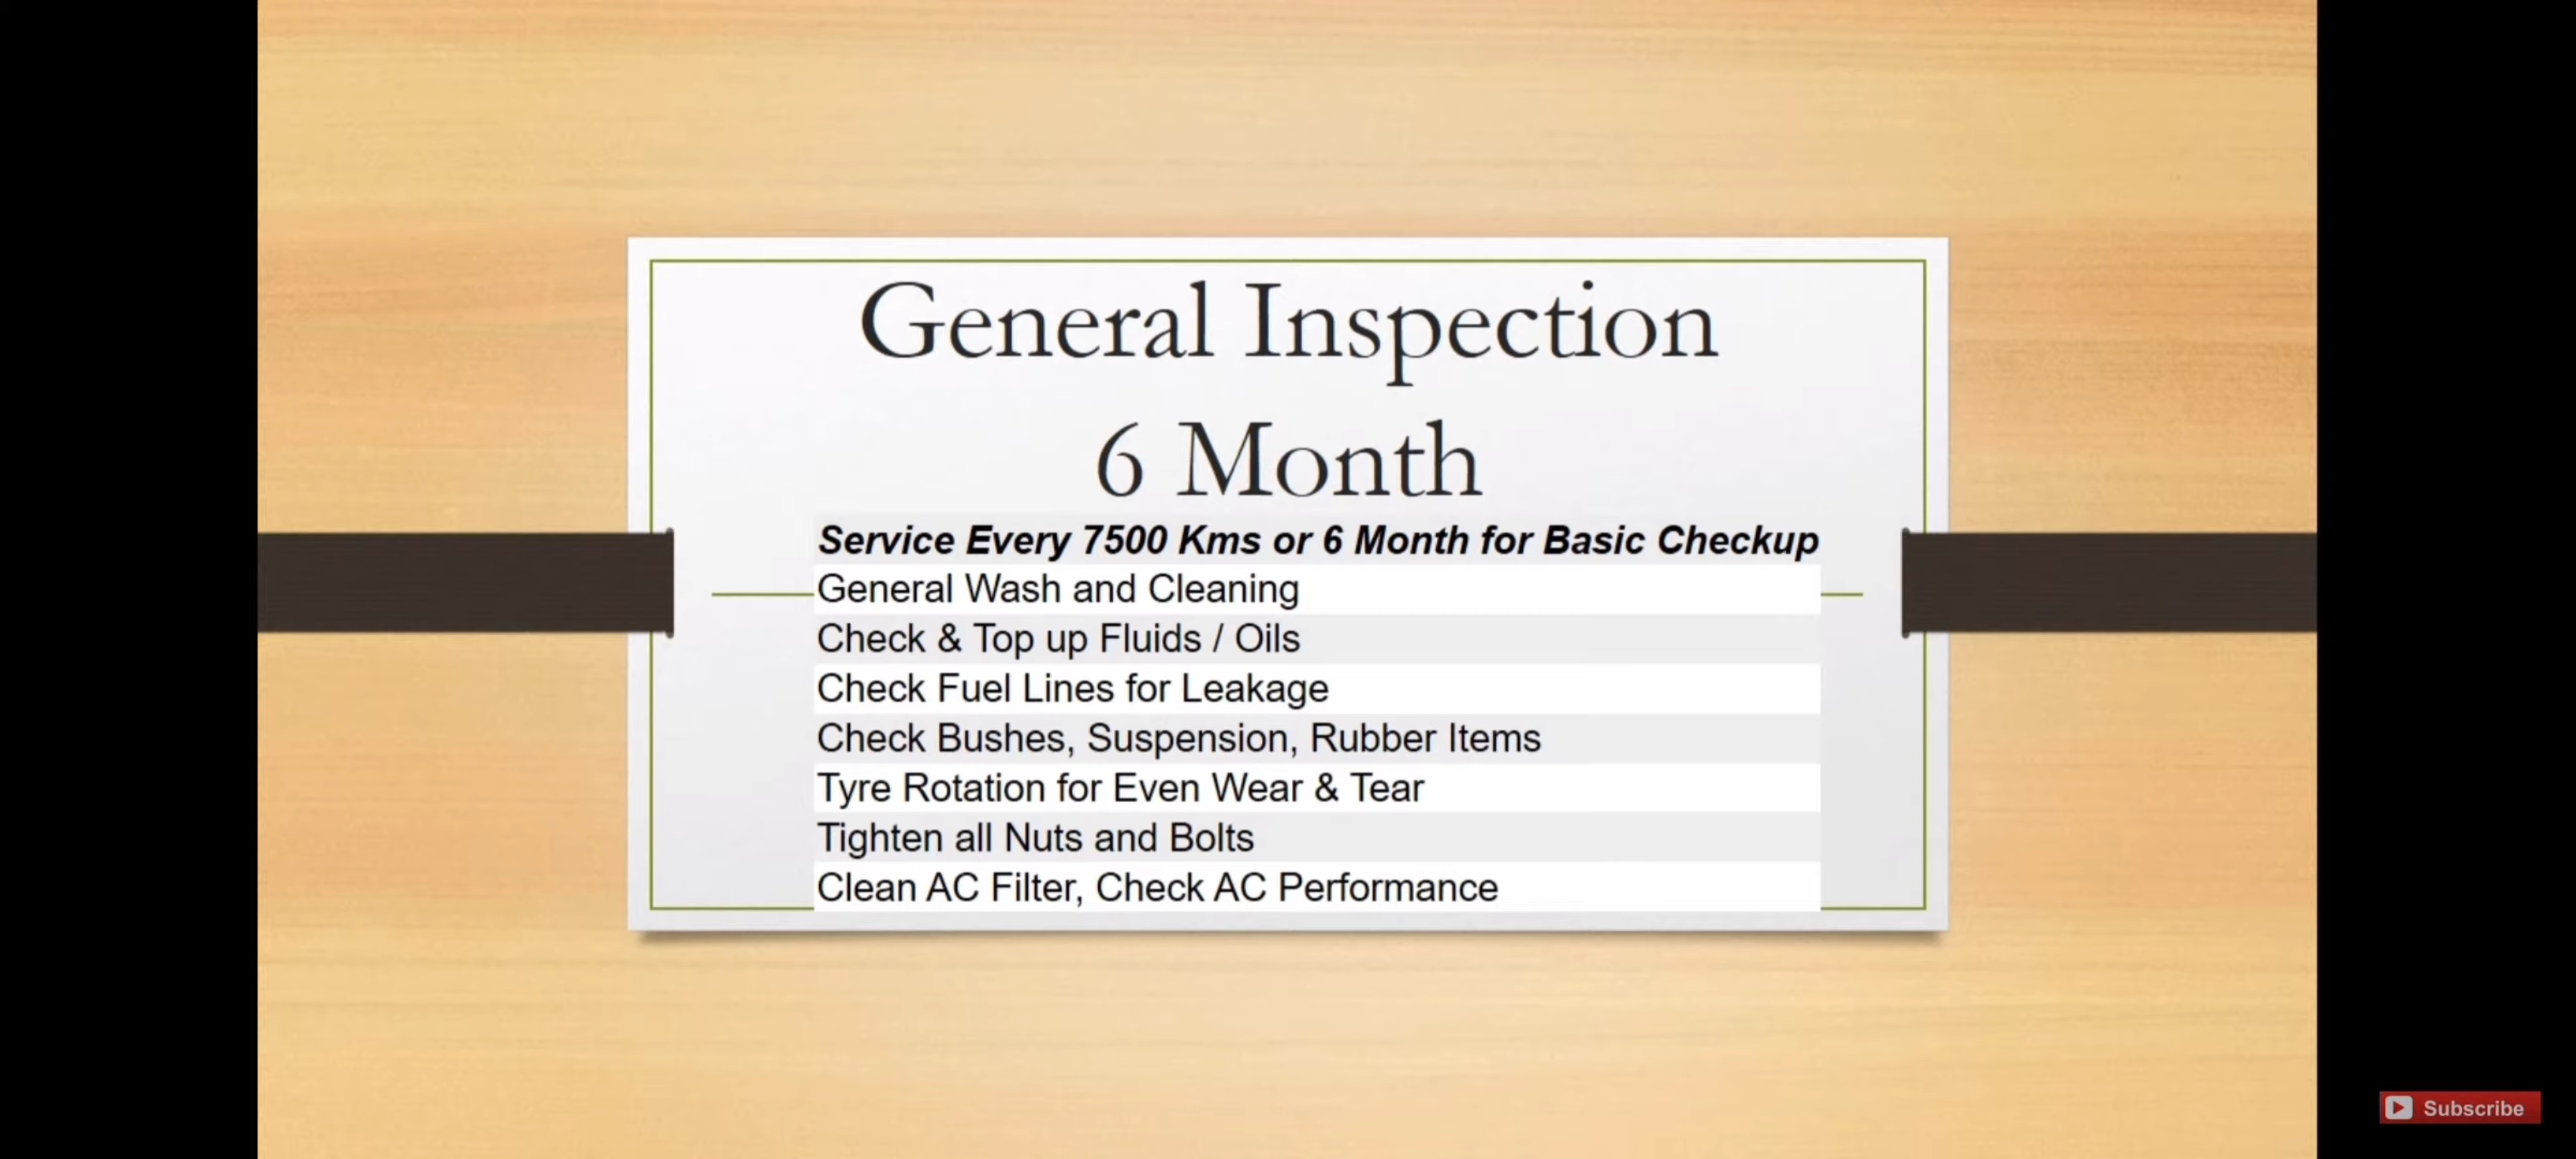 General Inspection
6 Month
Service Every 7500 Kms or 6 Month for Basic Checkup
General Wash and Cleaning
Check & Top up Fluids / Oils
Check Fuel Lines for Leakage
Check Bushes, Suspension, Rubber Items
Tyre Rotation for Even Wear & Tear
Tighten all Nuts and Bolts
Clean AC Filter, Check AC Performance
Subscribe